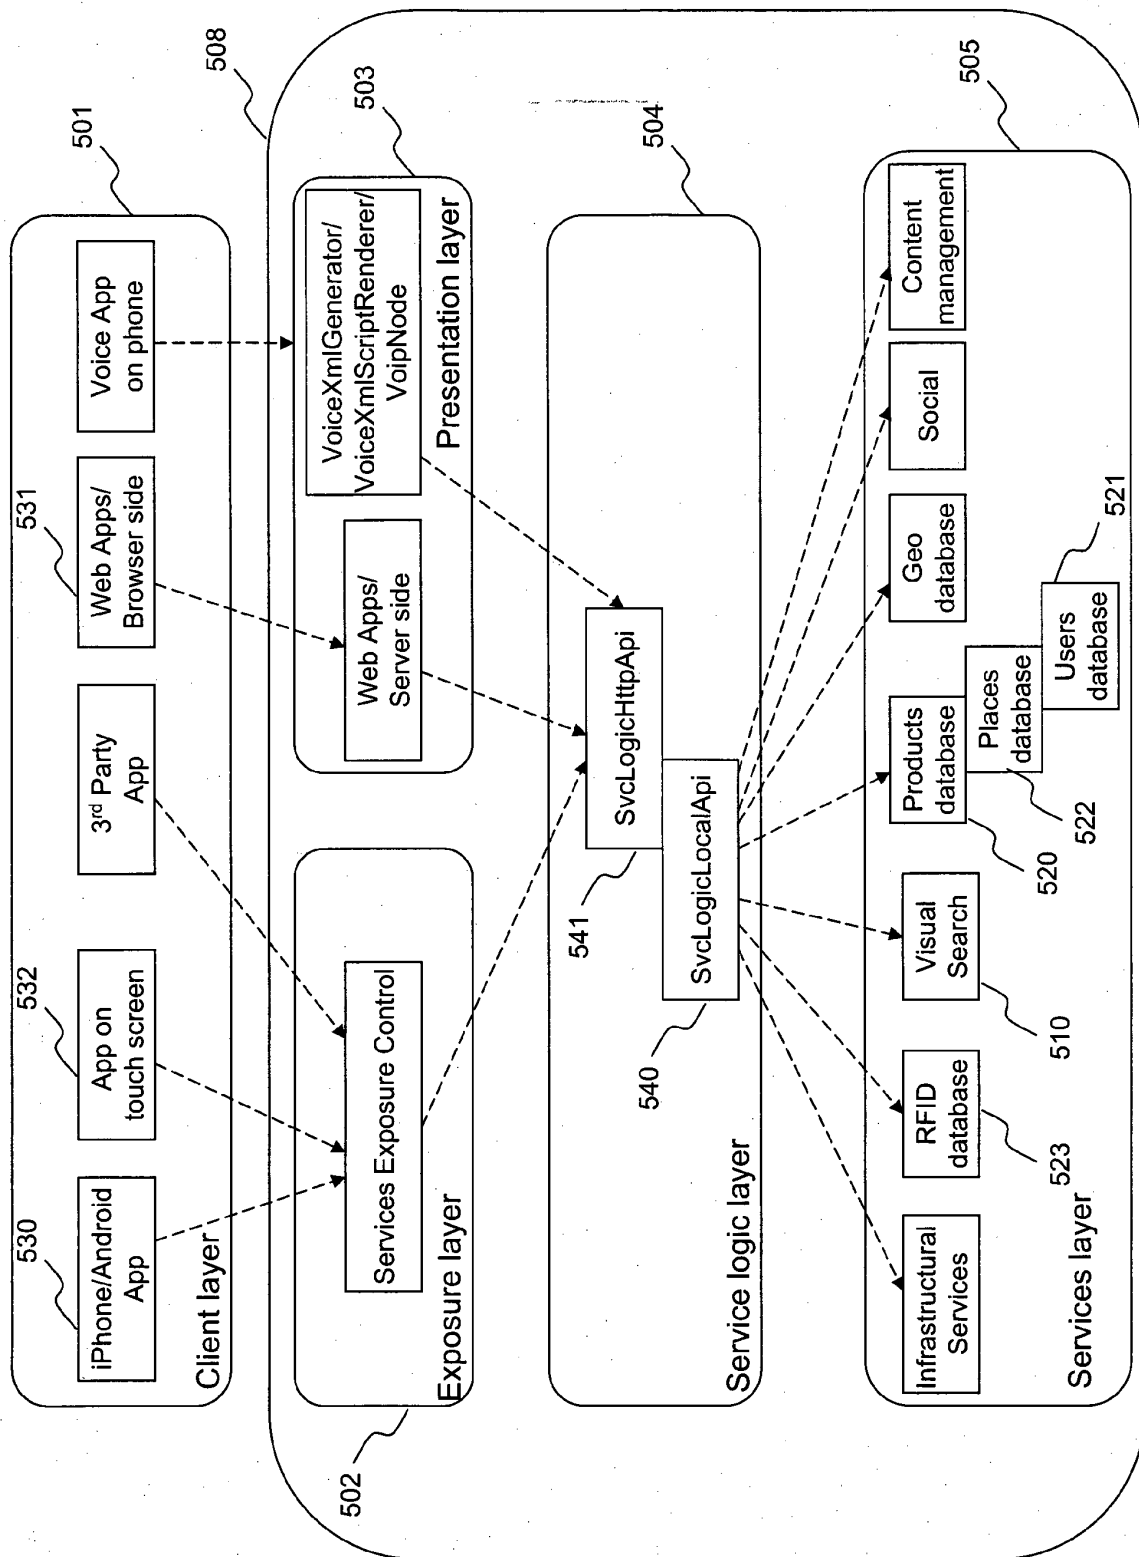 508
501
530
iPhone/Android
App
532
App on
touch screen
3rd Party
App
531
Web Apps/
Browser side
Voice App
on phone
Client layer
502
Services Exposure Control
Exposure layer
503
Web Apps/
Server side
VoiceXmlGenerator/
VoiceXmlScriptRenderer/
VoipNode
Presentation layer
504
541
SvcLogicHttpApi
540
SvcLogicLocalApi
Service logic layer
505
Infrastructural
Services
RFID
database
523
Visual
Search
510
Products
database
520
Places
database
522
Users
database
521
Geo
database
Social
Content
management
Services layer